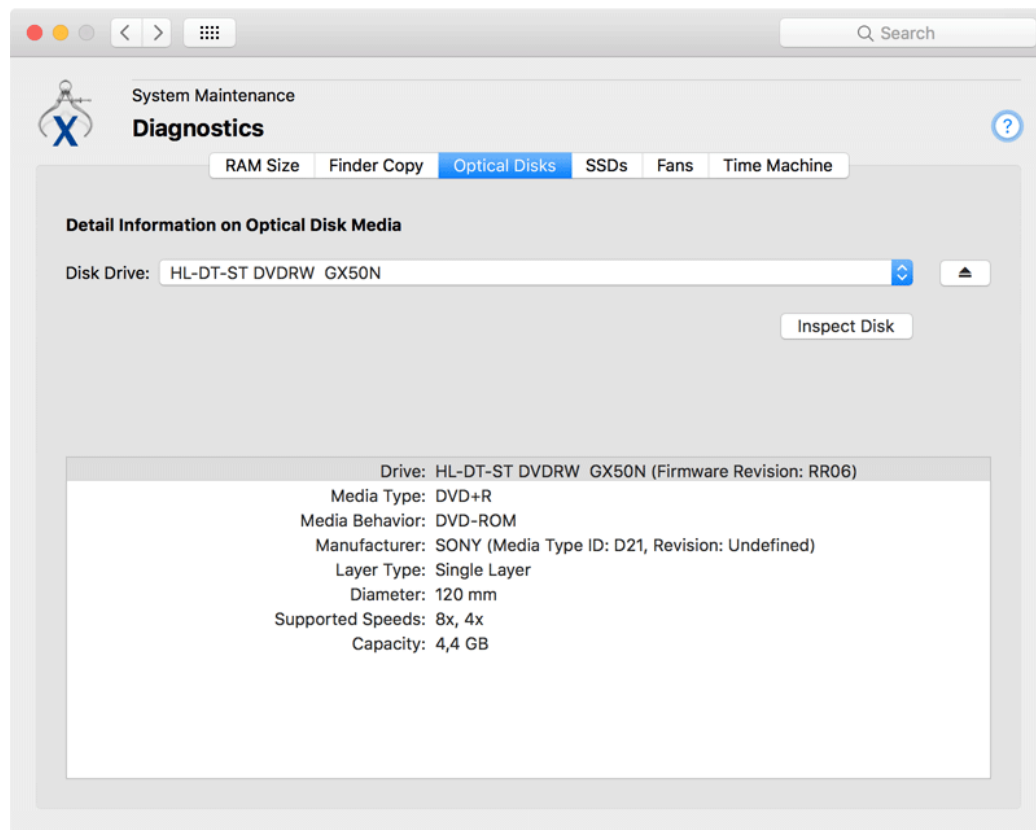 Search
System Maintenance
Diagnostics
?
RAM Size Finder Copy Optical Disks SSDs Fans Time Machine
Detail Information on Optical Disk Media
Disk Drive: HL-DT-ST DVDRW  GX50N
Inspect Disk
Drive: HL-DT-ST DVDRW  GX50N (Firmware Revision: RR06)
Media Type: DVD+R
Media Behavior: DVD-ROM
Manufacturer: SONY (Media Type ID: D21, Revision: Undefined)
Layer Type: Single Layer
Diameter: 120 mm
Supported Speeds: 8x, 4x
Capacity: 4,4 GB